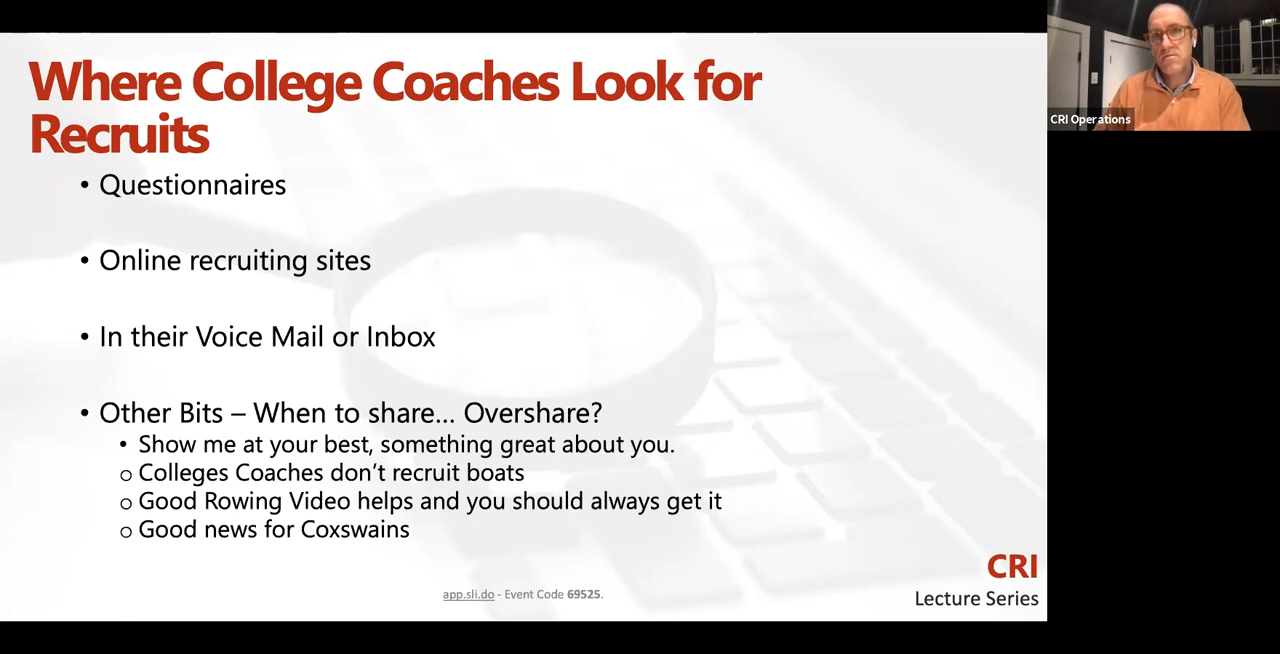 Where College Coaches Look for
Recruits
• Questionnaires
• Online recruiting sites
• In their Voice Mail or Inbox
• Other Bits – When to share... Overshare?
• Show me at your best, something great about you.
o Colleges Coaches don't recruit boats
o Good Rowing Video helps and you should always get it
o Good news for Coxswains
app.sli.do - Event Code 69525.
CRI
Lecture Series
CRI Operations